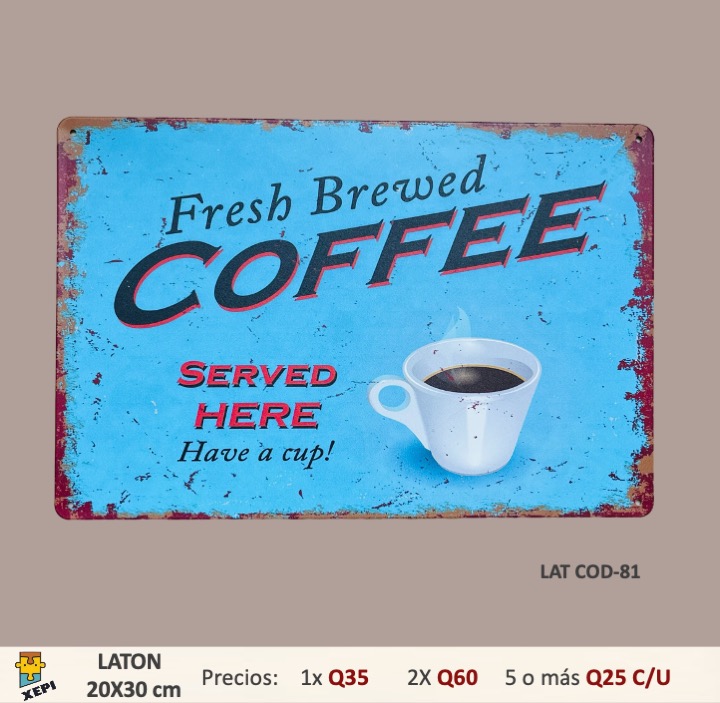 Fresh Brewed
COFFEE
SERVED
HERE
Have a cup!
LAT COD-81
LATON
20X30 cm
Precios: 1x Q35 2X Q60 5 o más Q25 C/U
XEPI